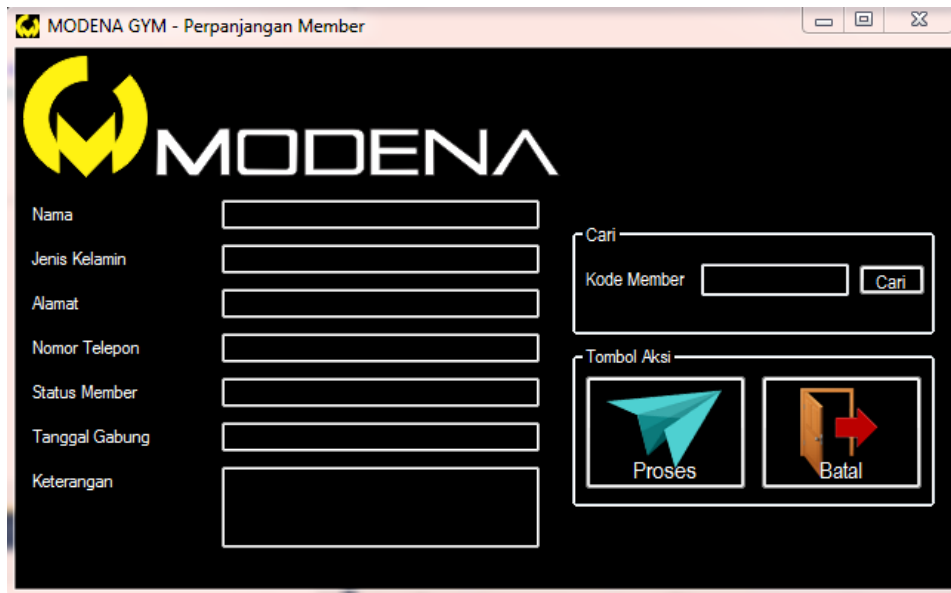 MODENA GYM - Perpanjangan Member
MODENA
Nama
Jenis Kelamin
Alamat
Nomor Telepon
Status Member
Tanggal Gabung
Keterangan
Cari
Kode Member Cari
Tombol Aksi
Proses Batal